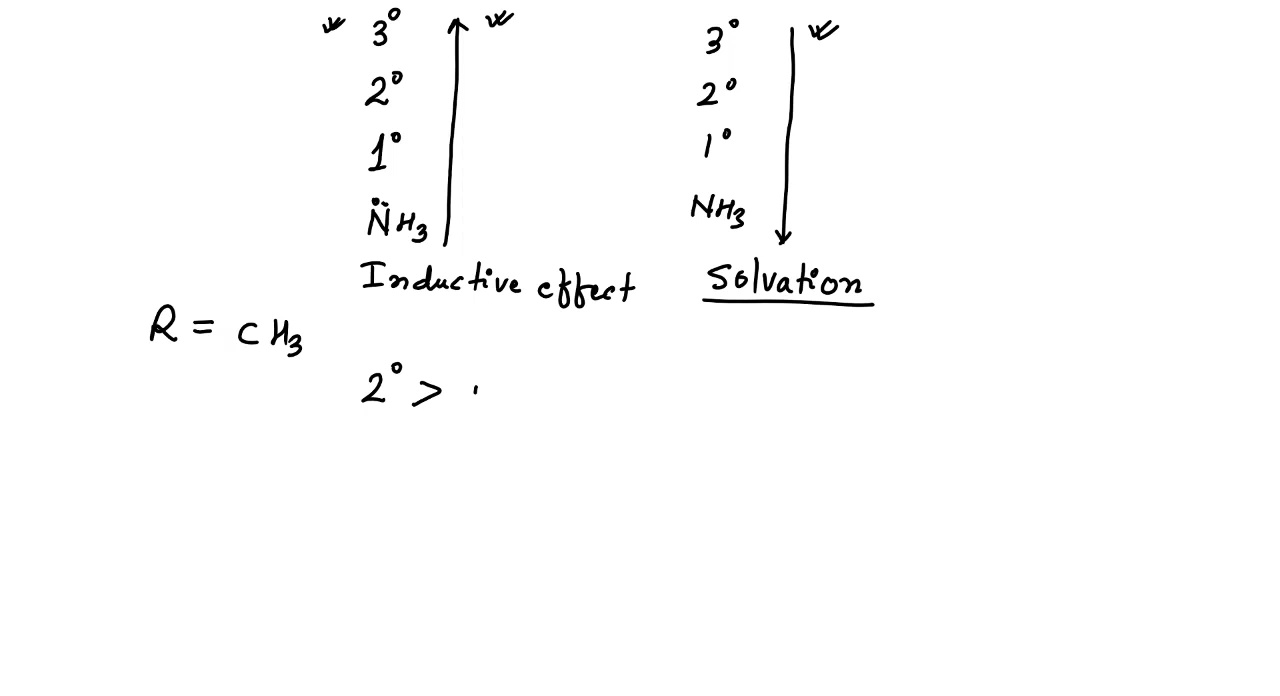 3° 3°
2° 2°
1° 1°
N̈H₃ NH₃
Inductive effect Solvation
R = CH₃
2° >